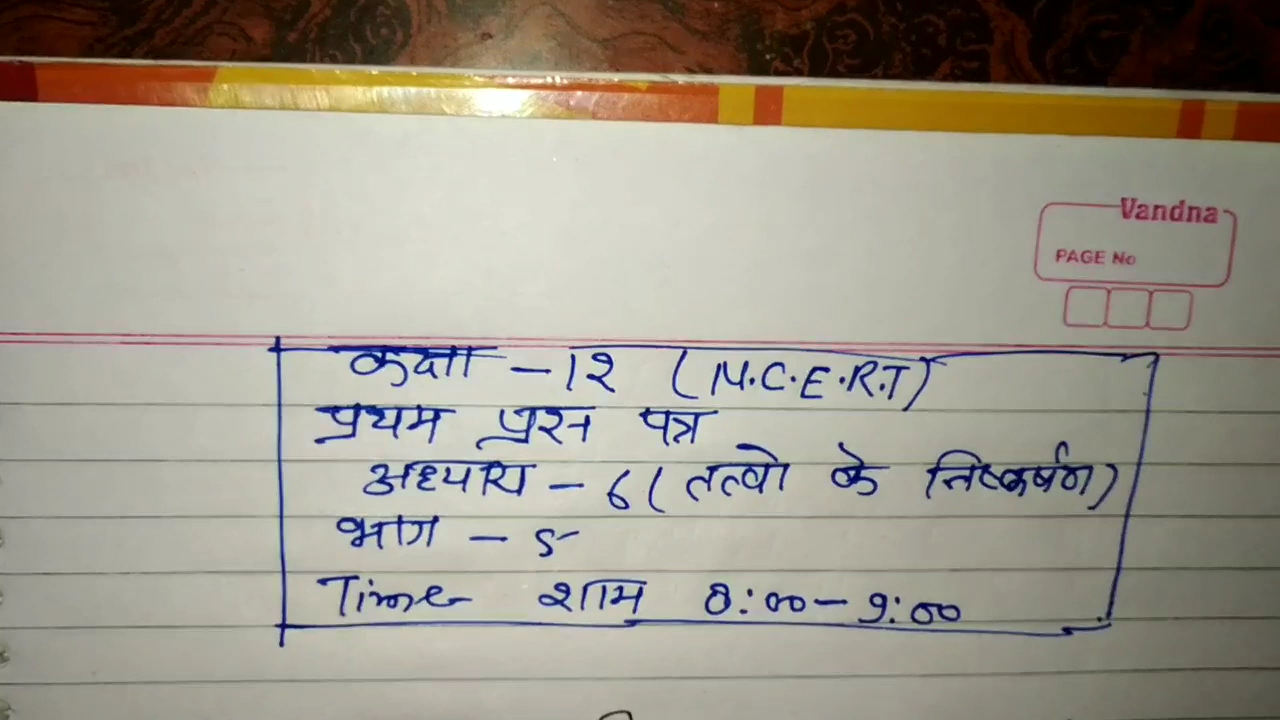 Vandna
PAGE No
कक्षा - 12 (N.C.E.R.T)
प्रथम प्रश्न पत्र
अध्याय - 6 (तत्वो के निष्कर्षण)
भाग - 5
Time शाम 8:00 - 9:00